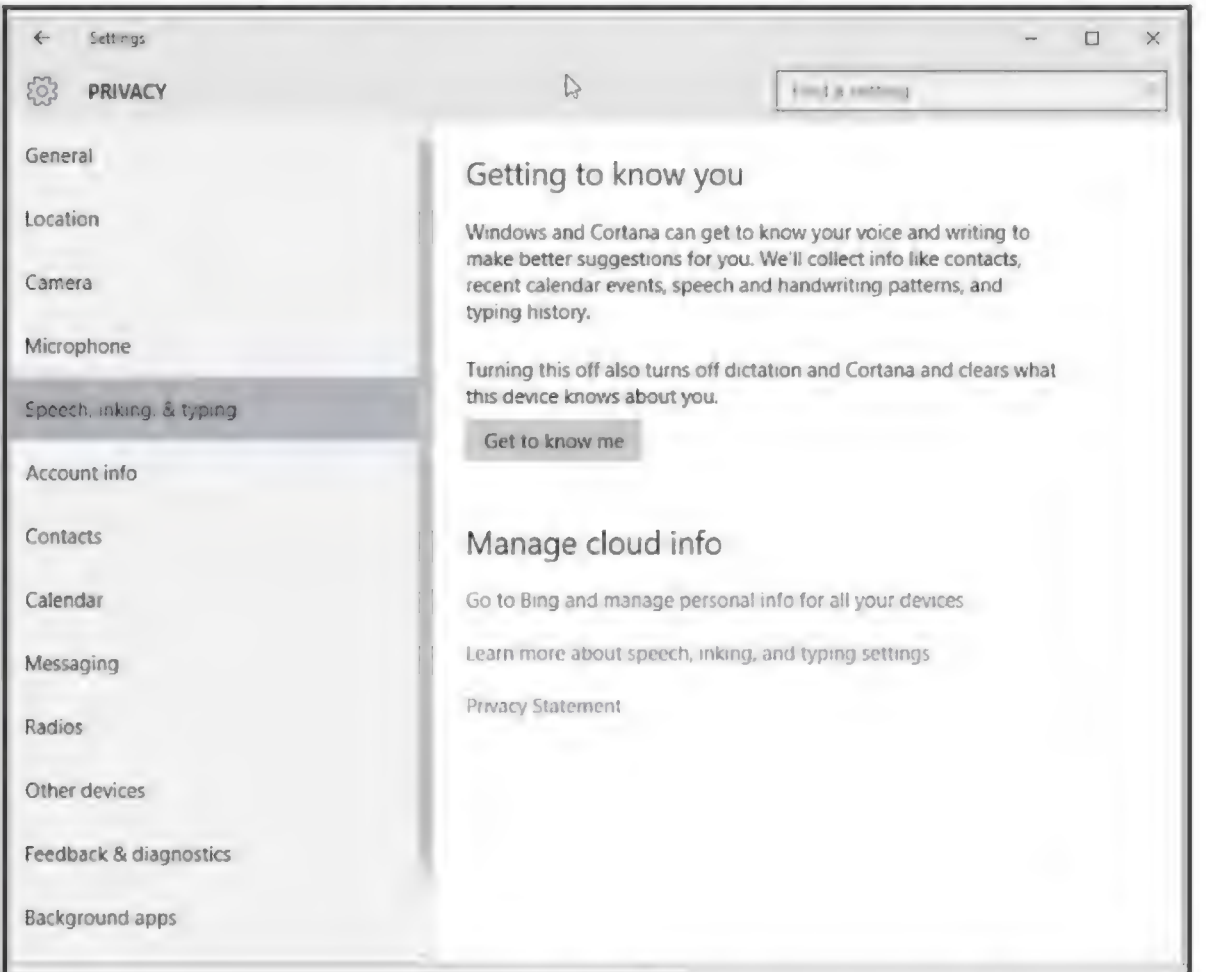 Settings
PRIVACY
Find a setting
General
Location
Camera
Microphone
Speech, inking, & typing
Account info
Contacts
Calendar
Messaging
Radios
Other devices
Feedback & diagnostics
Background apps
Getting to know you
Windows and Cortana can get to know your voice and writing to
make better suggestions for you. We'll collect info like contacts,
recent calendar events, speech and handwriting patterns, and
typing history.
Turning this off also turns off dictation and Cortana and clears what
this device knows about you.
Get to know me
Manage cloud info
Go to Bing and manage personal info for all your devices
Learn more about speech, inking, and typing settings
Privacy Statement